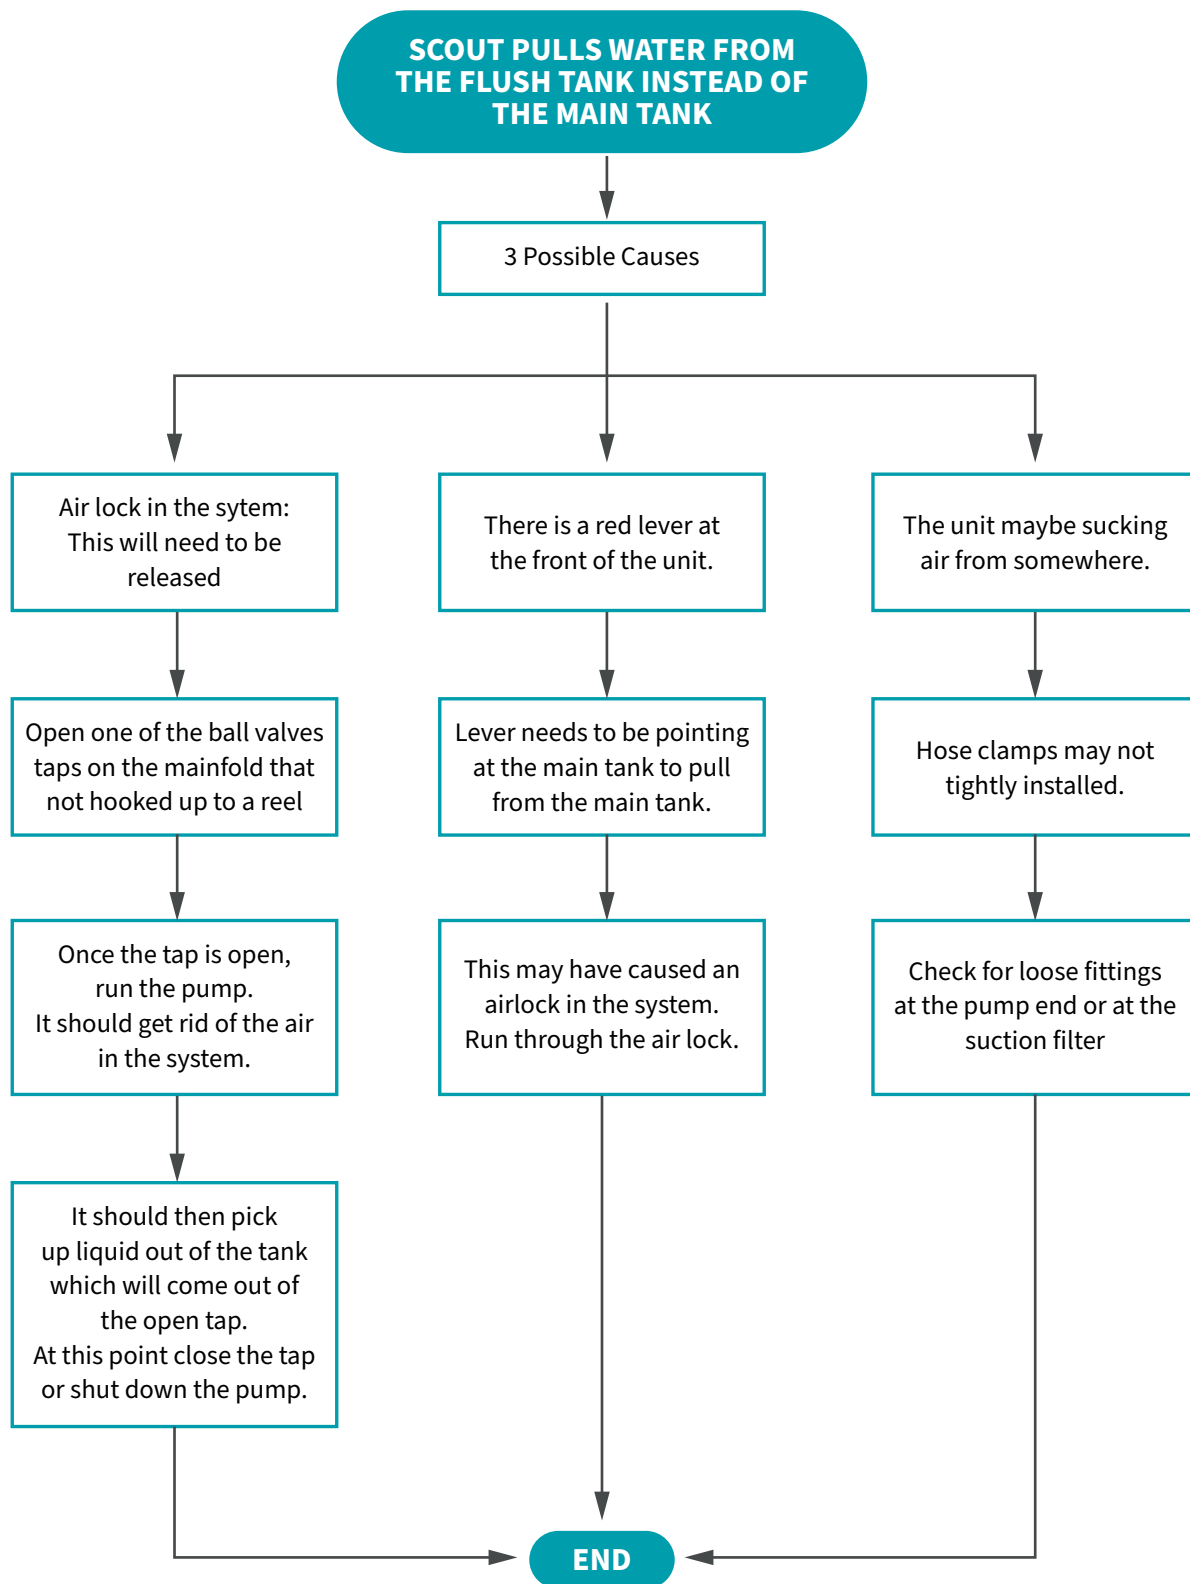 SCOUT PULLS WATER FROM
THE FLUSH TANK INSTEAD OF
THE MAIN TANK
3 Possible Causes
Air lock in the sytem:
This will need to be
released
Open one of the ball valves
taps on the mainfold that
not hooked up to a reel
Once the tap is open,
run the pump.
It should get rid of the air
in the system.
It should then pick
up liquid out of the tank
which will come out of
the open tap.
At this point close the tap
or shut down the pump.
There is a red lever at
the front of the unit.
Lever needs to be pointing
at the main tank to pull
from the main tank.
This may have caused an
airlock in the system.
Run through the air lock.
The unit maybe sucking
air from somewhere.
Hose clamps may not
tightly installed.
Check for loose fittings
at the pump end or at the
suction filter
END